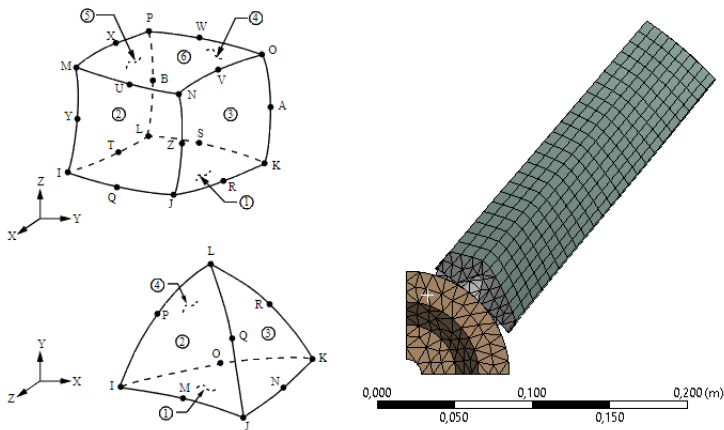 P
W
⑤
④
X
O
M
⑥
B
V
U
N
A
②
③
Y
L
S
Z
T
K
I
R
Q
J
①
Z
Y
X
L
④
R
P
③
②
Q
O
K
I
M
N
①
J
Y
X
Z
0,000
0,100
0,200 (m)
0,050
0,150